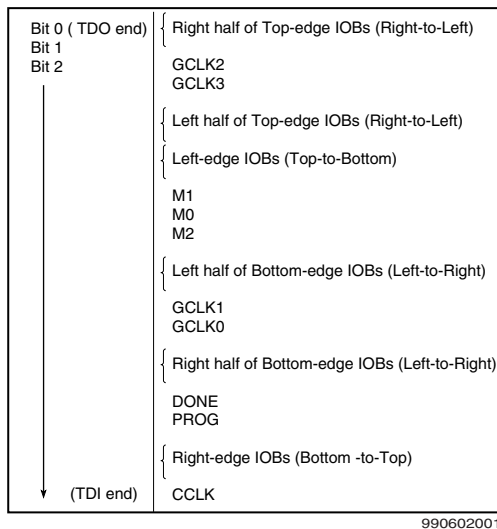 Bit 0 ( TDO end)
Bit 1
Bit 2
Right half of Top-edge IOBs (Right-to-Left)
GCLK2
GCLK3
Left half of Top-edge IOBs (Right-to-Left)
Left-edge IOBs (Top-to-Bottom)
M1
M0
M2
Left half of Bottom-edge IOBs (Left-to-Right)
GCLK1
GCLK0
Right half of Bottom-edge IOBs (Left-to-Right)
DONE
PROG
Right-edge IOBs (Bottom -to-Top)
(TDI end)
CCLK
990602001